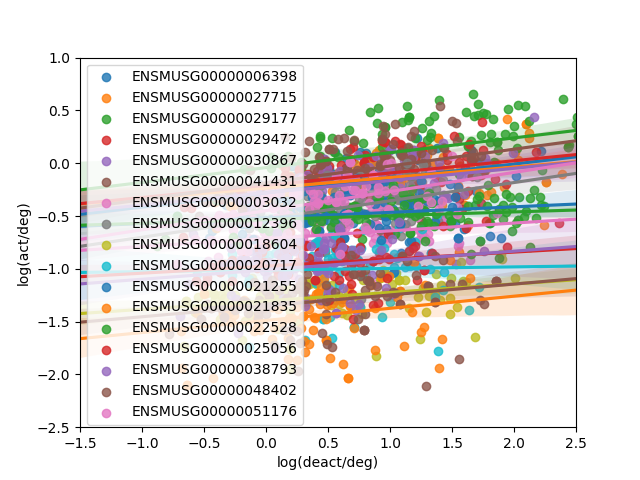 1.0
0.5
0.0
−0.5
−1.0
−1.5
−2.0
−2.5
log(act/deg)
ENSMUSG00000006398
ENSMUSG00000027715
ENSMUSG00000029177
ENSMUSG00000029472
ENSMUSG00000030867
ENSMUSG00000041431
ENSMUSG00000003032
ENSMUSG00000012396
ENSMUSG00000018604
ENSMUSG00000020717
ENSMUSG00000021255
ENSMUSG00000021835
ENSMUSG00000022528
ENSMUSG00000025056
ENSMUSG00000038793
ENSMUSG00000048402
ENSMUSG00000051176
−1.5 −1.0 −0.5 0.0 0.5 1.0 1.5 2.0 2.5
log(deact/deg)